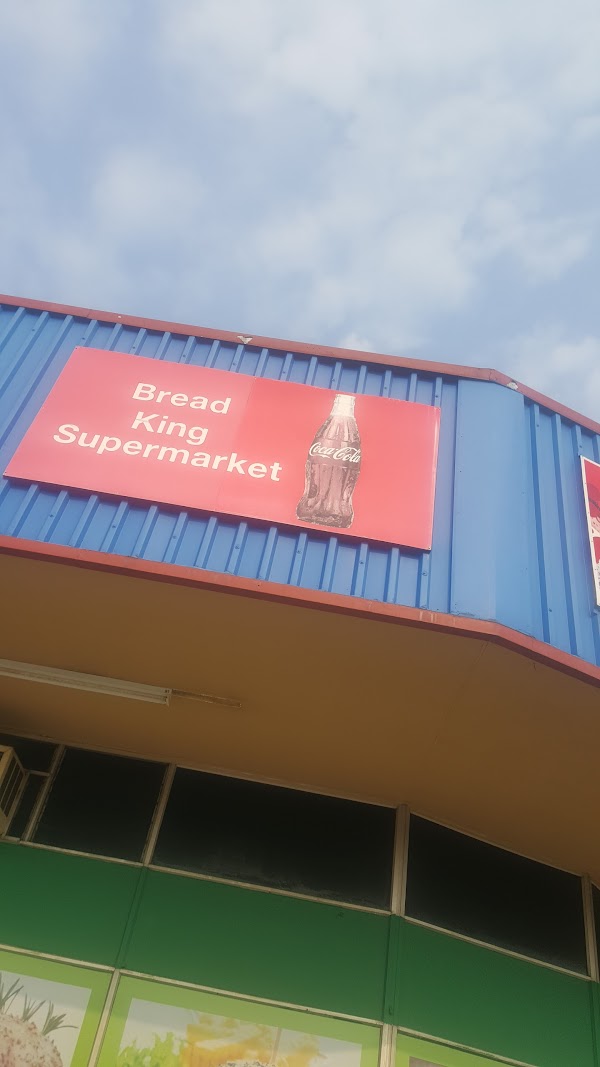 Bread
King
Supermarket
Coca-Cola